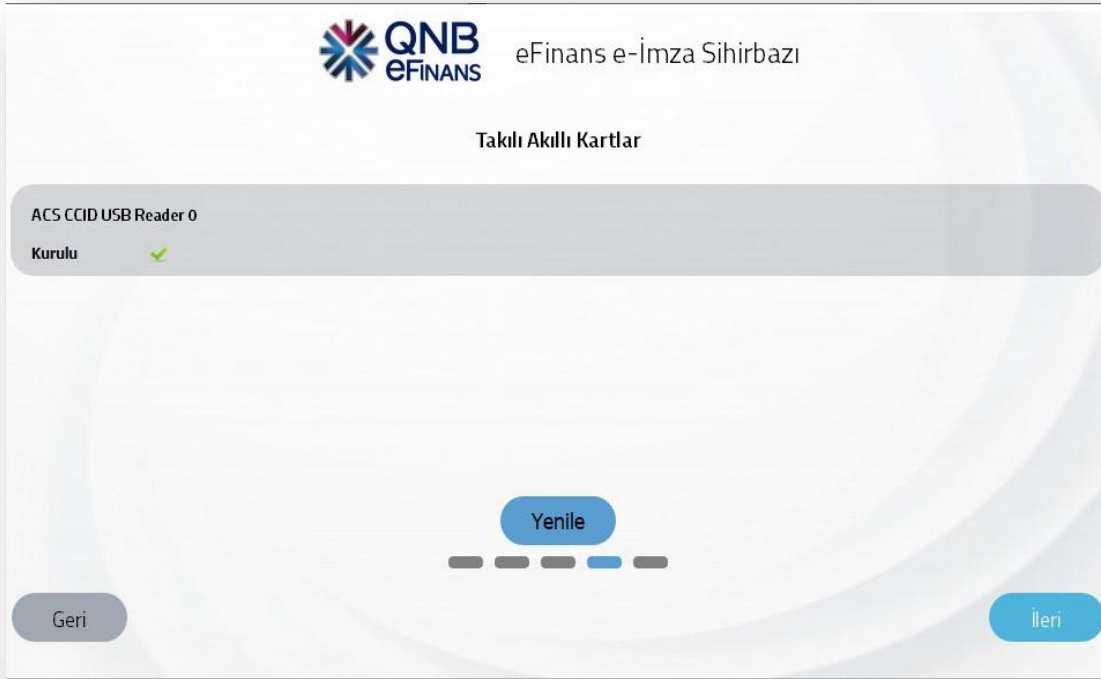 QNB
eFINANS
eFinans e-İmza Sihirbazı
Takılı Akıllı Kartlar
ACS CCID USB Reader 0
Kurulu
Yenile
Geri
İleri